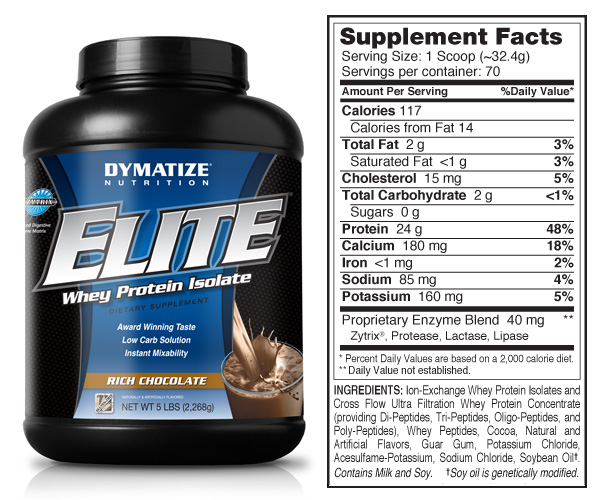 DYMATIZE®
NUTRITION
ZYTRIX
Digestive
Matrix
ELITE
Whey Protein Isolate
DIETARY SUPPLEMENT
Award Winning Taste
Low Carb Solution
Instant Mixability
RICH CHOCOLATE
NATURALLY & ARTIFICIALLY FLAVORED
NET WT 5 LBS (2,268g)
Supplement Facts
Serving Size: 1 Scoop (~32.4g)
Servings per container: 70
Amount Per Serving %Daily Value*
Calories 117
Calories from Fat 14
Total Fat 2 g 3%
Saturated Fat <1 g 3%
Cholesterol 15 mg 5%
Total Carbohydrate 2 g <1%
Sugars 0 g
Protein 24 g 48%
Calcium 180 mg 18%
Iron <1 mg 2%
Sodium 85 mg 4%
Potassium 160 mg 5%
Proprietary Enzyme Blend 40 mg **
Zytrix®, Protease, Lactase, Lipase
* Percent Daily Values are based on a 2,000 calorie diet.
** Daily Value not established.
INGREDIENTS: Ion-Exchange Whey Protein Isolates and
Cross Flow Ultra Filtration Whey Protein Concentrate
(providing Di-Peptides, Tri-Peptides, Oligo-Peptides, and
Poly-Peptides), Whey Peptides, Cocoa, Natural and
Artificial Flavors, Guar Gum, Potassium Chloride,
Acesulfame-Potassium, Sodium Chloride, Soybean Oil†.
Contains Milk and Soy. †Soy oil is genetically modified.